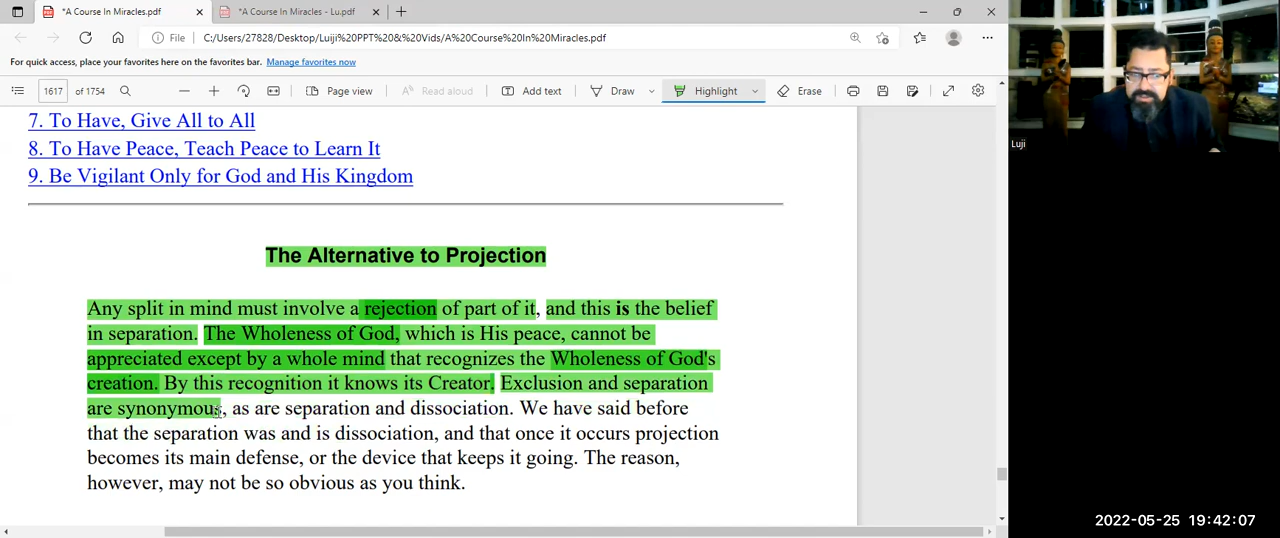 *A Course In Miracles.pdf
*A Course In Miracles - Lu.pdf
File
C:/Users/27828/Desktop/Luiji%20PPT%20&%20Vids/A%20Course%20In%20Miracles.pdf
For quick access, place your favorites here on the favorites bar. Manage favorites now
1617 of 1754
Page view
Read aloud
Add text
Draw
Highlight
Erase
7. To Have, Give All to All
8. To Have Peace, Teach Peace to Learn It
9. Be Vigilant Only for God and His Kingdom
The Alternative to Projection
Any split in mind must involve a rejection of part of it, and this is the belief
in separation. The Wholeness of God, which is His peace, cannot be
appreciated except by a whole mind that recognizes the Wholeness of God's
creation. By this recognition it knows its Creator. Exclusion and separation
are synonymous, as are separation and dissociation. We have said before
that the separation was and is dissociation, and that once it occurs projection
becomes its main defense, or the device that keeps it going. The reason,
however, may not be so obvious as you think.
Luji
2022-05-25 19:42:07